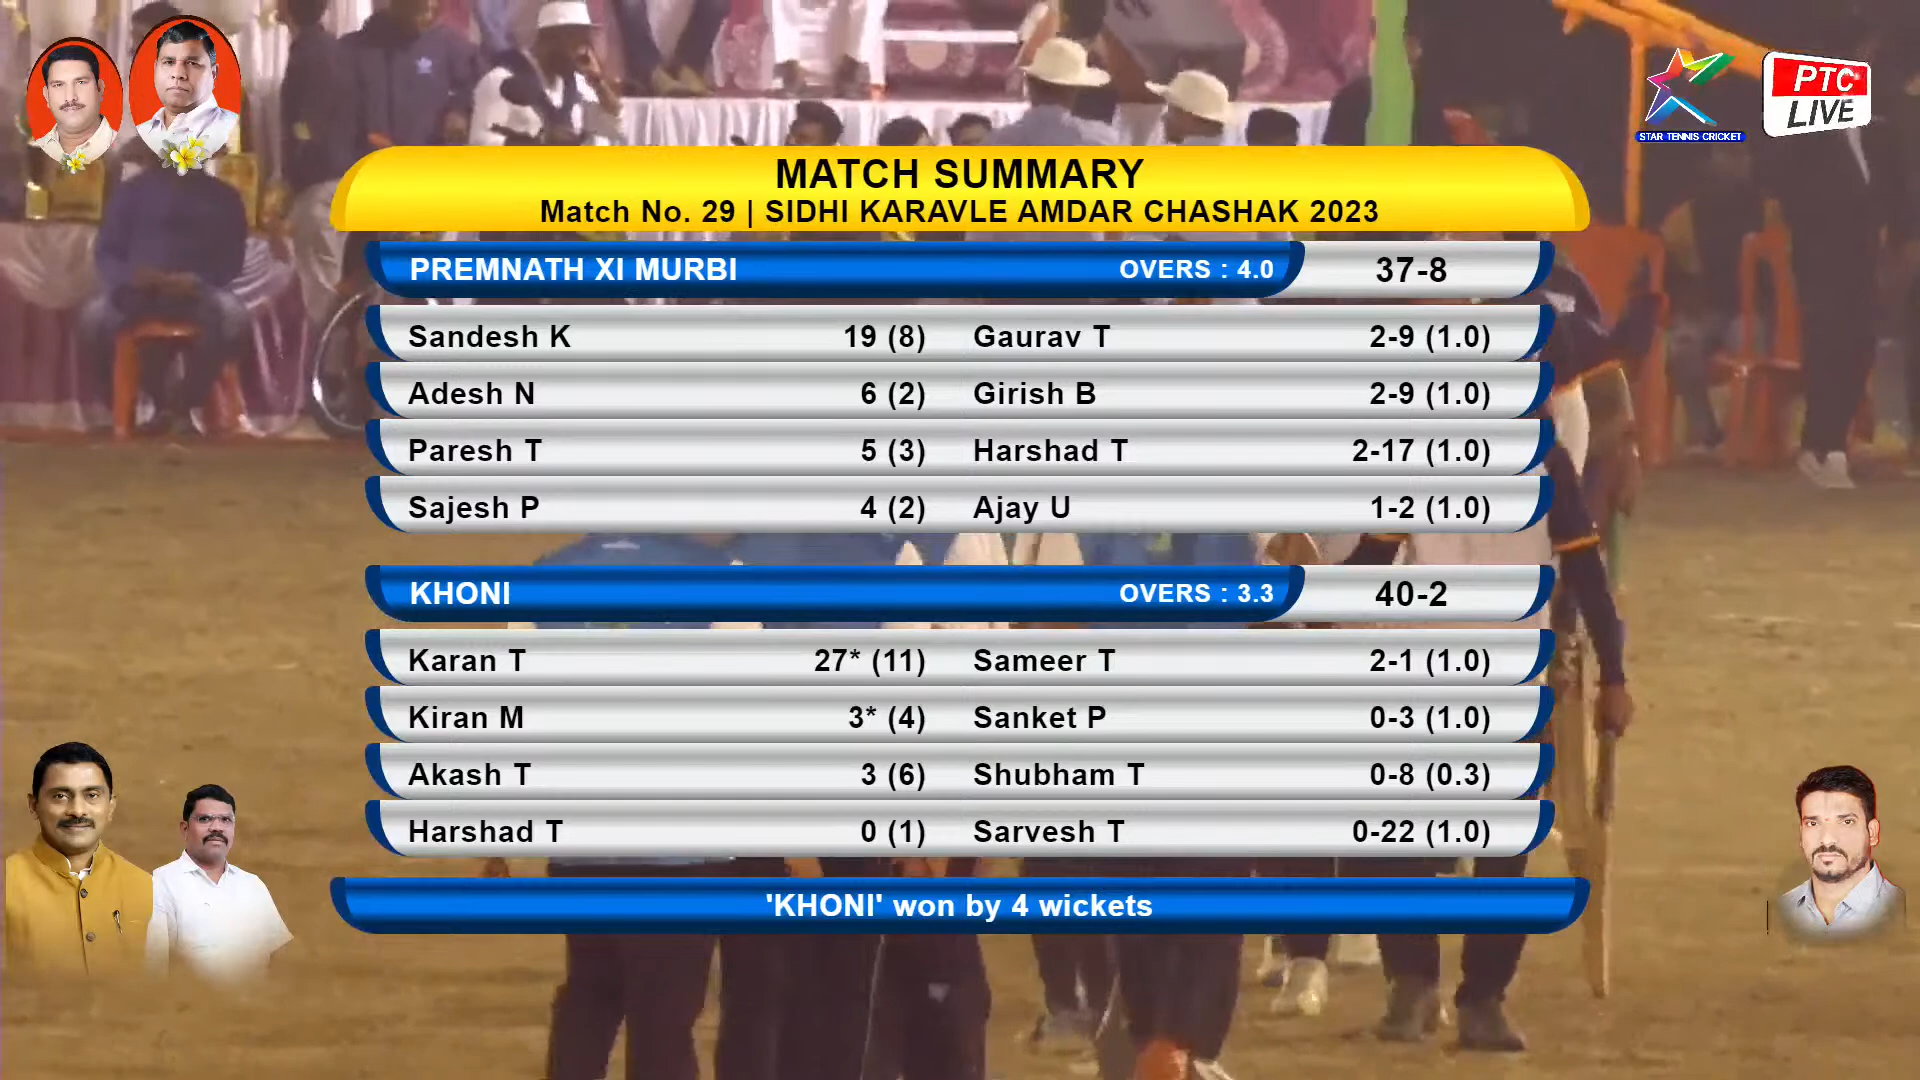 PTC
LIVE
STAR TENNIS CRICKET
MATCH SUMMARY
Match No. 29 | SIDHI KARAVLE AMDAR CHASHAK 2023
PREMNATH XI MURBI OVERS : 4.0 37-8
Sandesh K 19 (8) Gaurav T 2-9 (1.0)
Adesh N 6 (2) Girish B 2-9 (1.0)
Paresh T 5 (3) Harshad T 2-17 (1.0)
Sajesh P 4 (2) Ajay U 1-2 (1.0)
KHONI OVERS : 3.3 40-2
Karan T 27* (11) Sameer T 2-1 (1.0)
Kiran M 3* (4) Sanket P 0-3 (1.0)
Akash T 3 (6) Shubham T 0-8 (0.3)
Harshad T 0 (1) Sarvesh T 0-22 (1.0)
'KHONI' won by 4 wickets